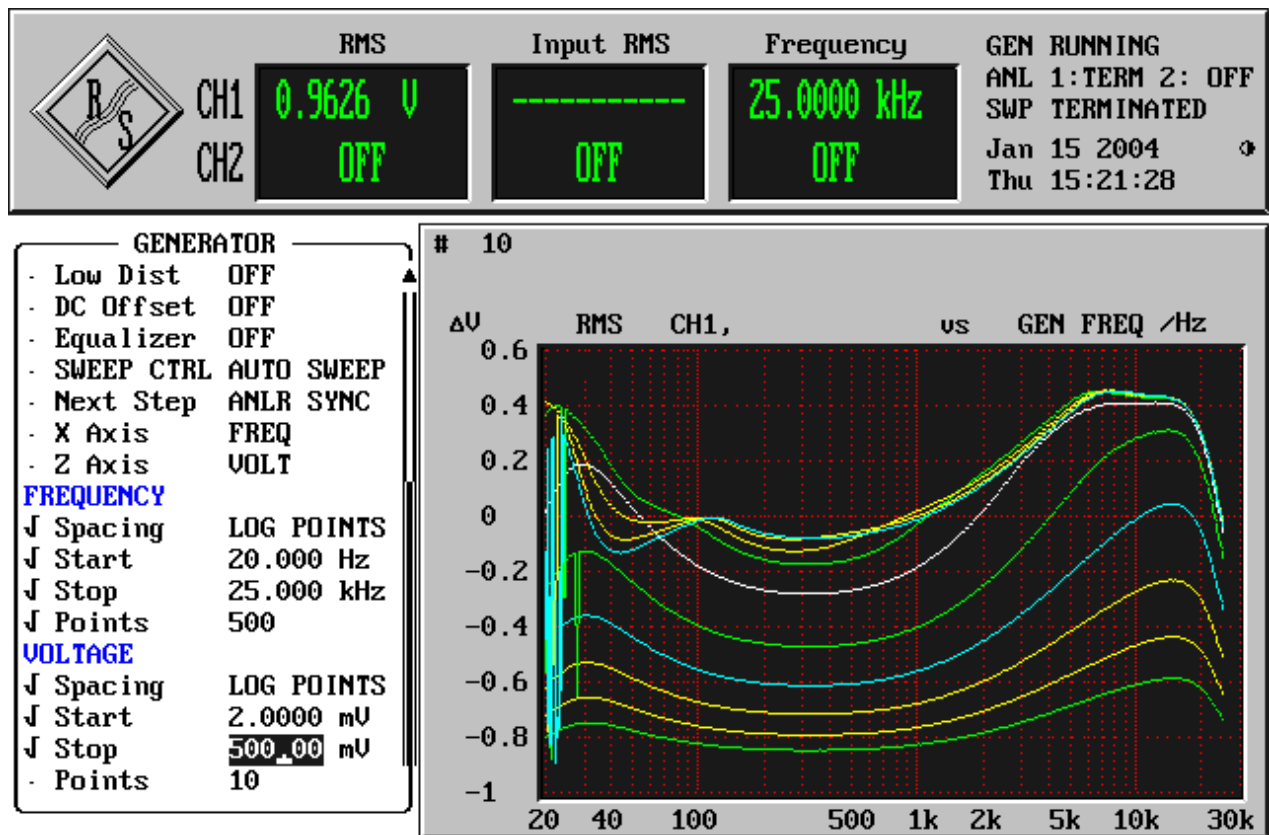 RMS Input RMS Frequency
R S
CH1 0.9626 V ----------- 25.0000 kHz
CH2 OFF OFF OFF
GEN RUNNING
ANL 1:TERM 2: OFF
SWP TERMINATED
Jan 15 2004
Thu 15:21:28
GENERATOR
· Low Dist OFF
· DC Offset OFF
· Equalizer OFF
· SWEEP CTRL AUTO SWEEP
· Next Step ANLR SYNC
· X Axis FREQ
· Z Axis VOLT
FREQUENCY
√ Spacing LOG POINTS
√ Start 20.000 Hz
√ Stop 25.000 kHz
√ Points 500
VOLTAGE
√ Spacing LOG POINTS
√ Start 2.0000 mV
√ Stop 500.00 mV
· Points 10
# 10
ΔV RMS CH1, vs GEN FREQ /Hz
0.6
0.4
0.2
0
-0.2
-0.4
-0.6
-0.8
-1
20 40 100 500 1k 2k 5k 10k 30k